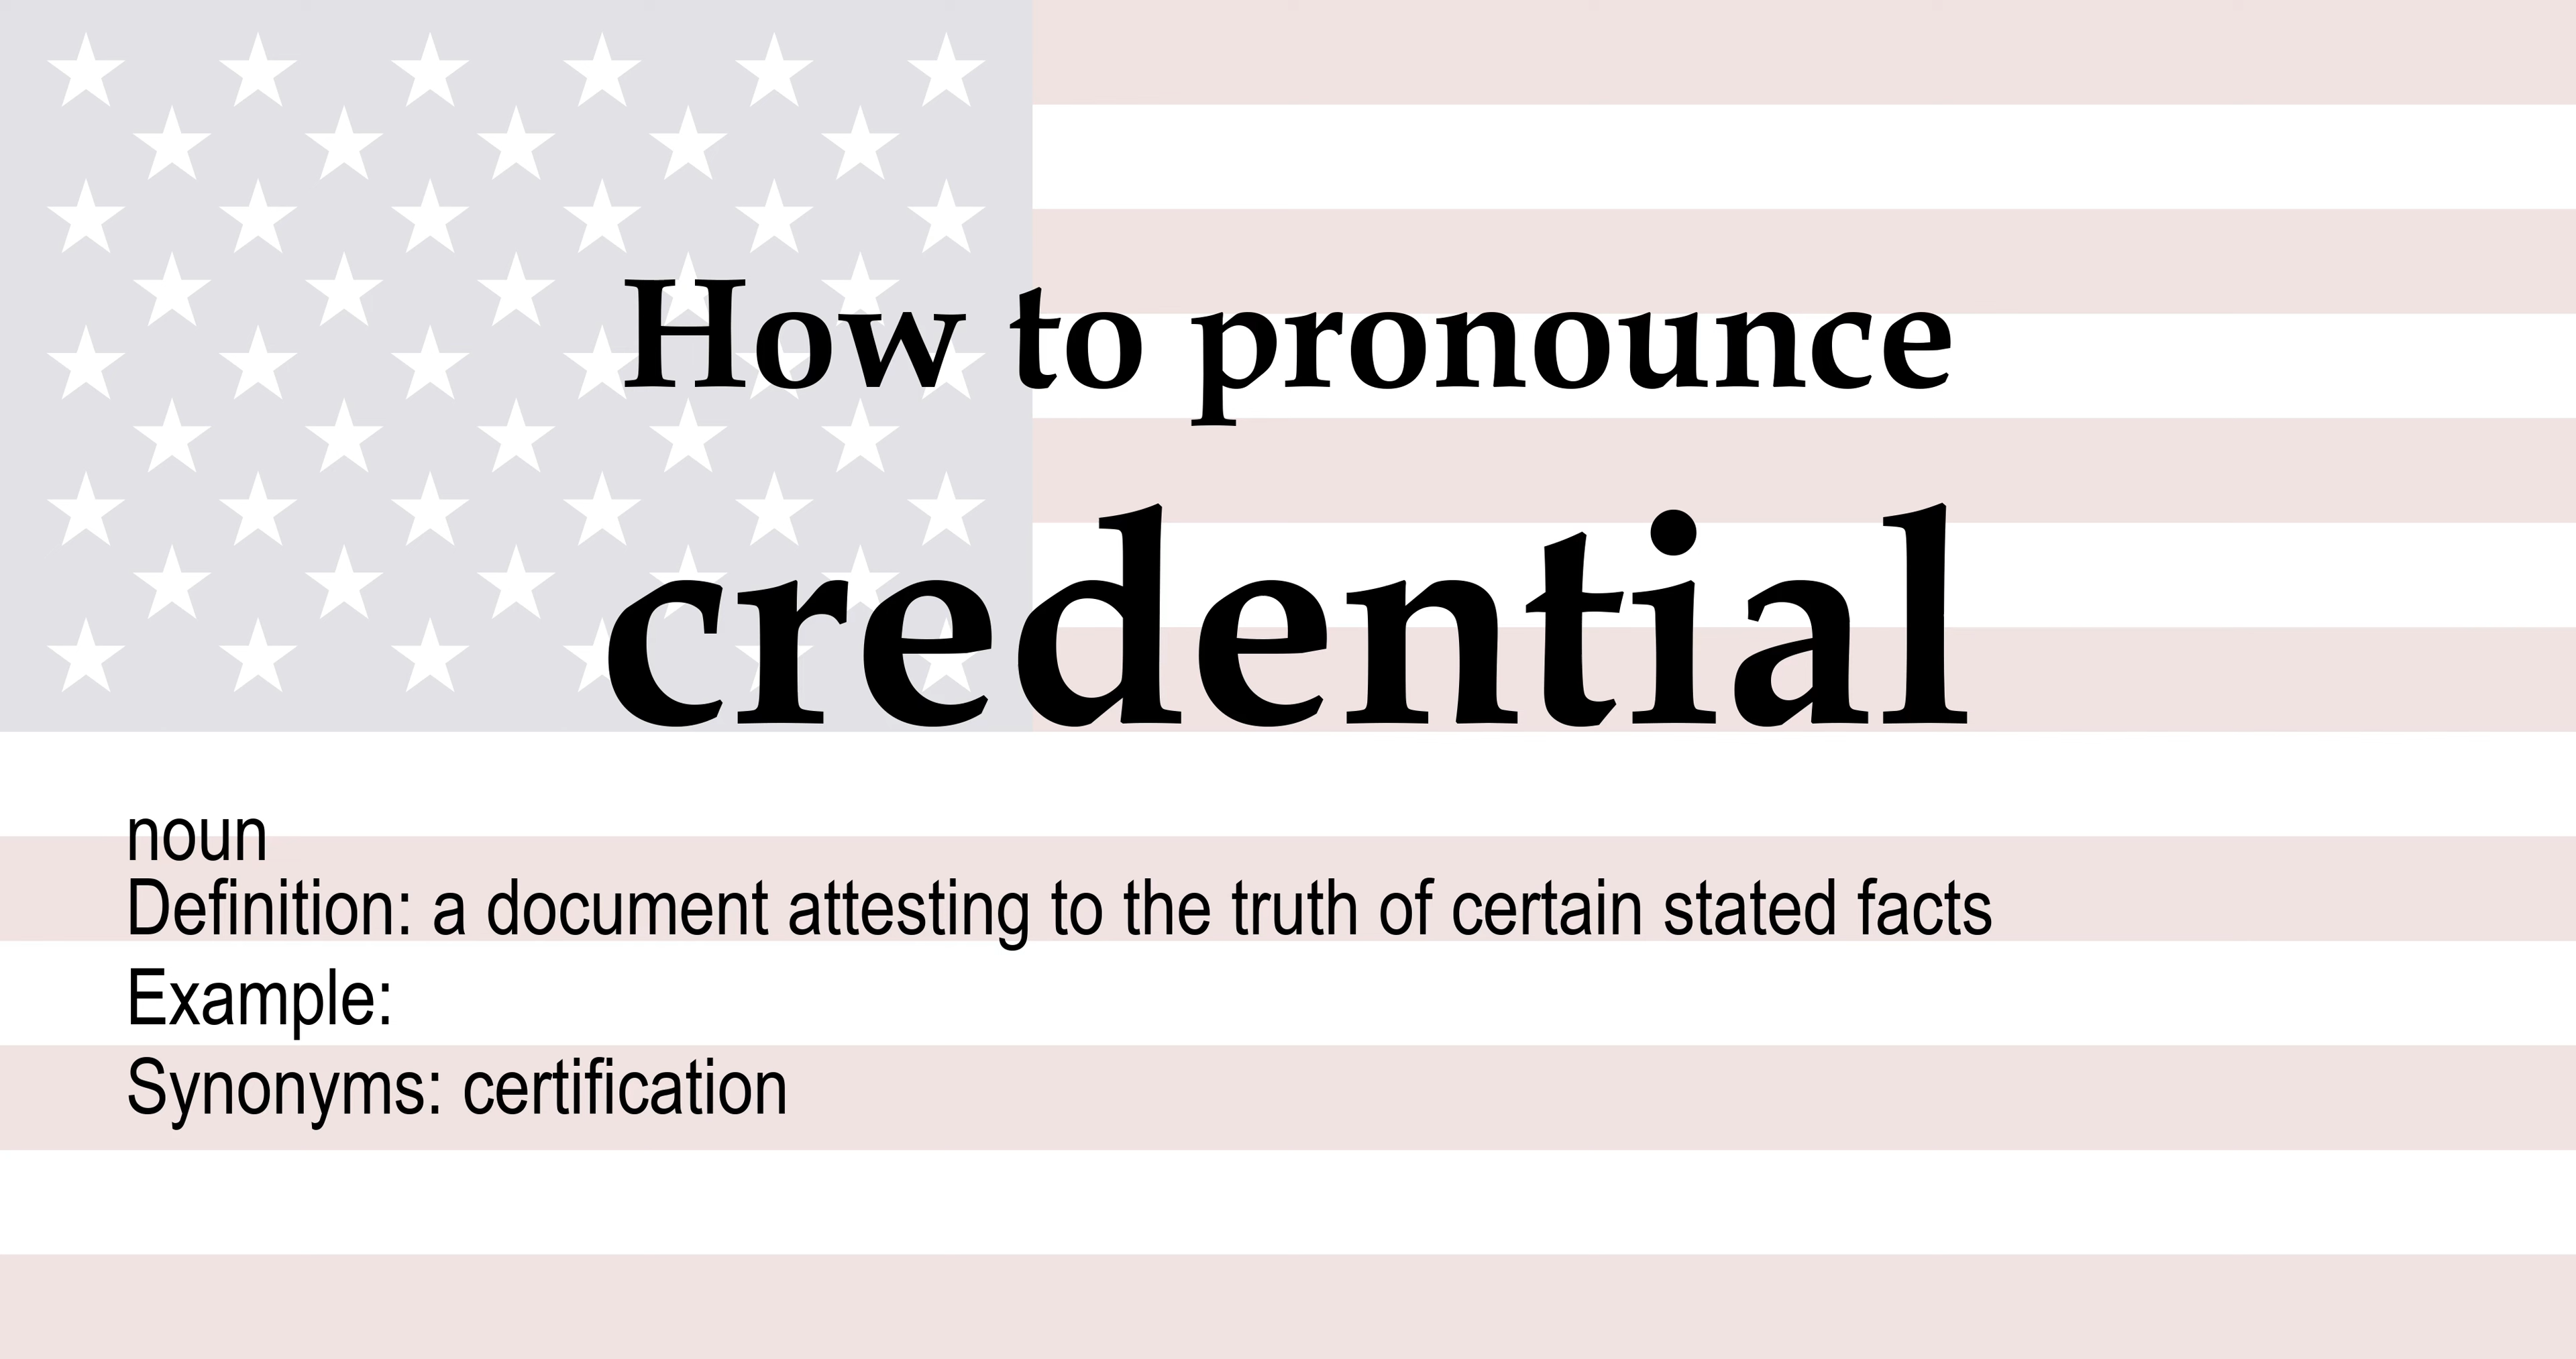 How to pronounce
credential
noun
Definition: a document attesting to the truth of certain stated facts
Example:
Synonyms: certification